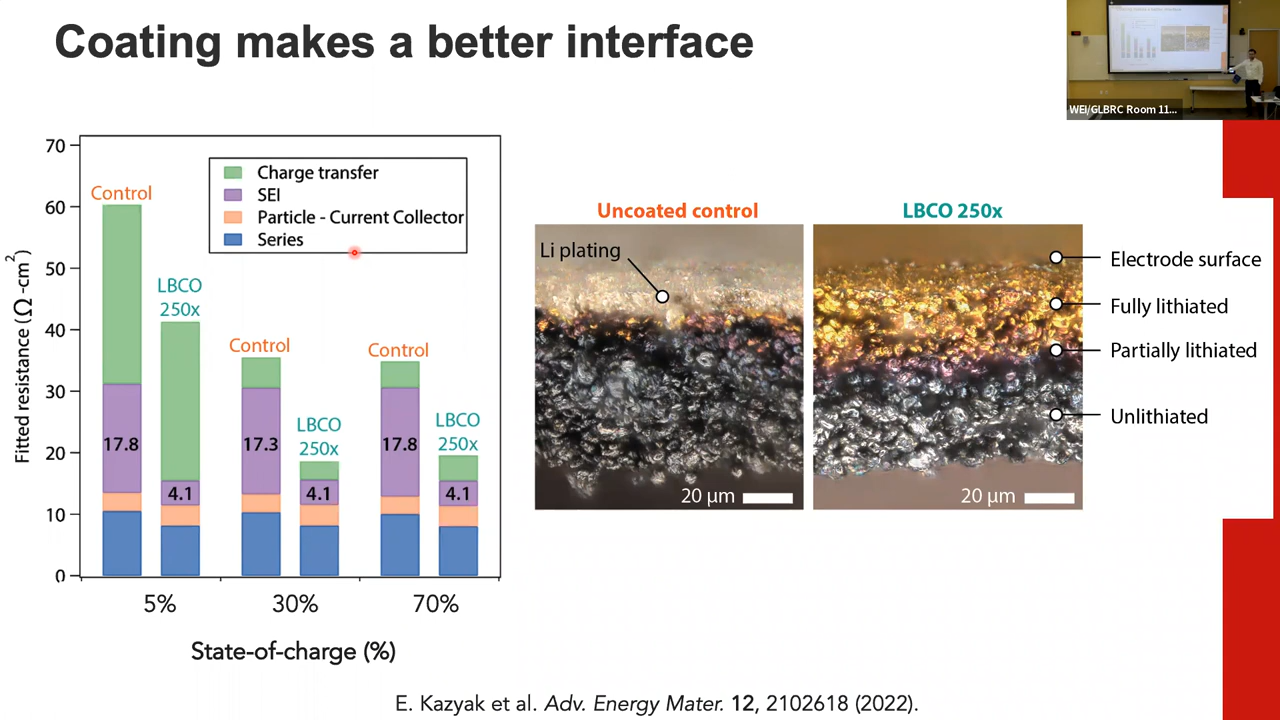 Coating makes a better interface
WEI/GLBRC Room 11...
Fitted resistance (Ω -cm2)
70
60
50
40
30
20
10
0
Charge transfer
SEI
Particle - Current Collector
Series
Control
LBCO
250x
Control
LBCO
250x
Control
LBCO
250x
17.8
4.1
17.3
4.1
17.8
4.1
5%
30%
70%
State-of-charge (%)
Uncoated control
Li plating
20 μm
LBCO 250x
20 μm
Electrode surface
Fully lithiated
Partially lithiated
Unlithiated
E. Kazyak et al. Adv. Energy Mater. 12, 2102618 (2022).